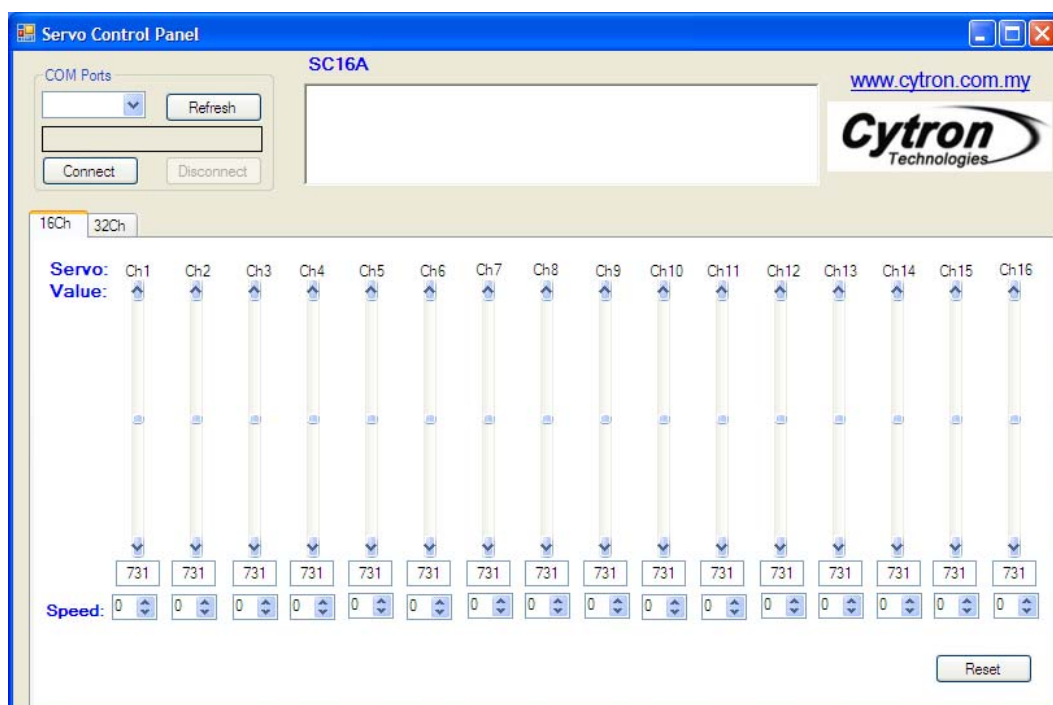 Servo Control Panel
COM Ports
SC16A
www.cytron.com.my
Refresh
Cytron
Technologies
Connect
Disconnect
16Ch 32Ch
Servo: Ch1 Ch2 Ch3 Ch4 Ch5 Ch6 Ch7 Ch8 Ch9 Ch10 Ch11 Ch12 Ch13 Ch14 Ch15 Ch16
Value:
731 731 731 731 731 731 731 731 731 731 731 731 731 731 731 731
Speed: 0 0 0 0 0 0 0 0 0 0 0 0 0 0 0 0
Reset